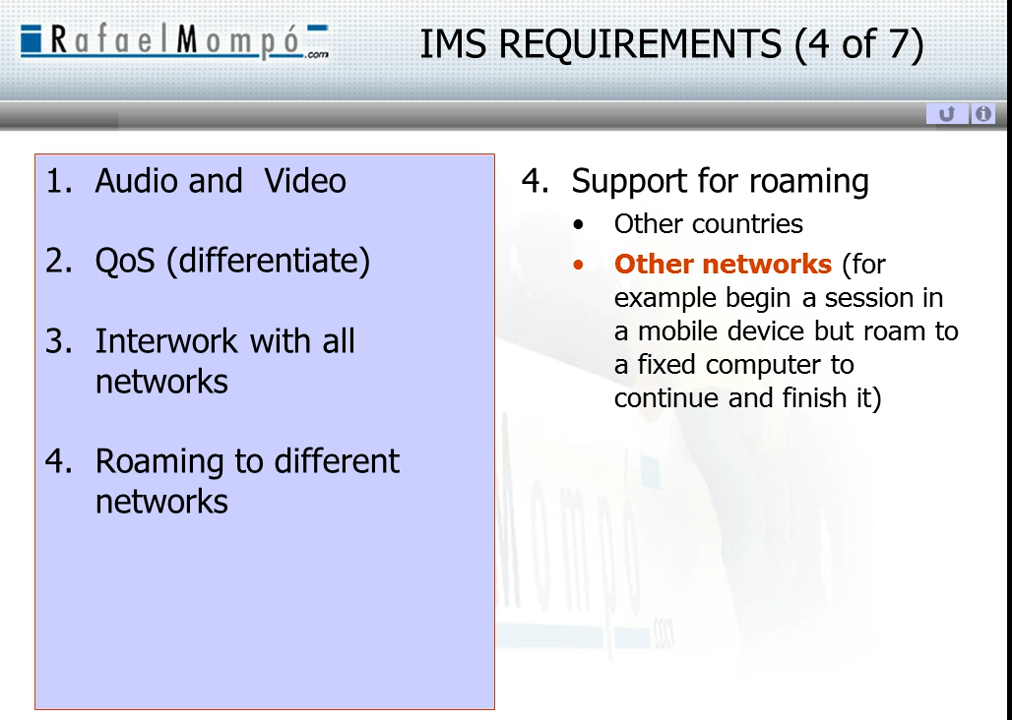 RafaelMompó.com
IMS REQUIREMENTS (4 of 7)
1. Audio and Video
2. QoS (differentiate)
3. Interwork with all
networks
4. Roaming to different
networks
4. Support for roaming
• Other countries
• Other networks (for
example begin a session in
a mobile device but roam to
a fixed computer to
continue and finish it)
Mompó
.com